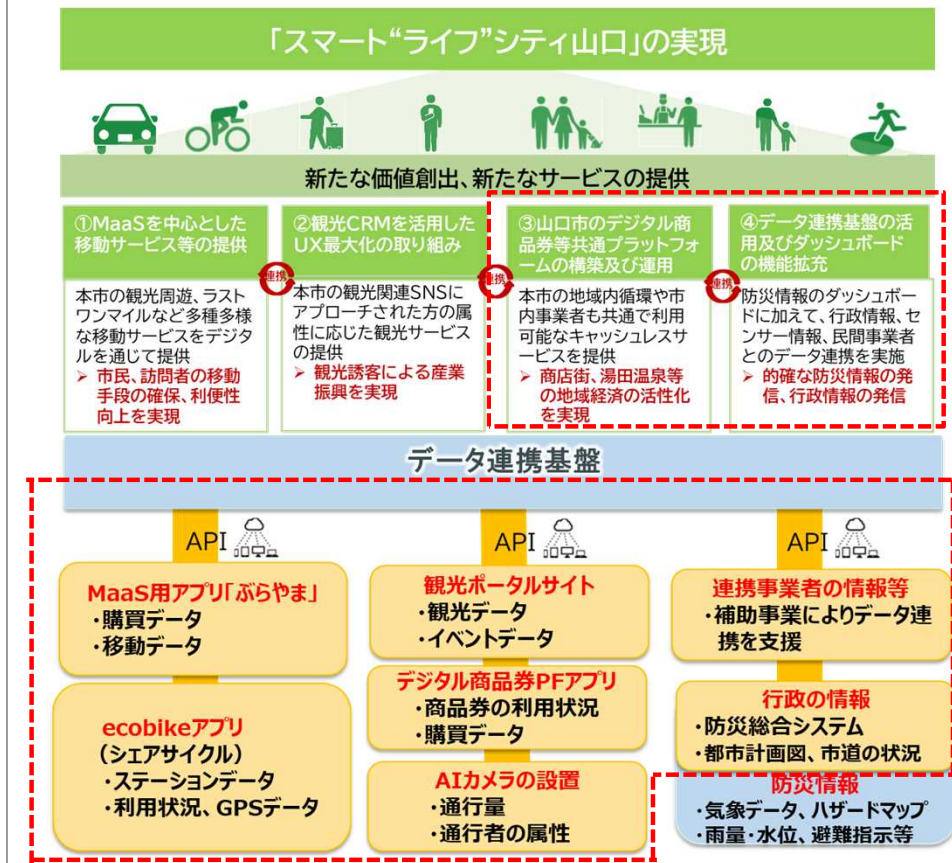 「スマート“ライフ”シティ山口」の実現
新たな価値創出、新たなサービスの提供
①MaaSを中心とした
移動サービス等の提供
本市の観光周遊、ラスト
ワンマイルなど多種多様
な移動サービスをデジタ
ルを通じて提供
➢ 市民、訪問者の移動
手段の確保、利便性
向上を実現
連携
②観光CRMを活用した
UX最大化の取り組み
本市の観光関連SNSに
アプローチされた方の属
性に応じた観光サービス
の提供
➢ 観光誘客による産業
振興を実現
連携
③山口市のデジタル商
品券等共通プラットフォ
ームの構築及び運用
本市の地域内循環や市
内事業者も共通で利用
可能なキャッシュレスサ
ービスを提供
➢ 商店街、湯田温泉等
の地域経済の活性化
を実現
連携
④データ連携基盤の活
用及びダッシュボード
の機能拡充
防災情報のダッシュボー
ドに加えて、行政情報、セ
ンサー情報、民間事業者
とのデータ連携を実施
➢ 的確な防災情報の発
信、行政情報の発信
データ連携基盤
API
MaaS用アプリ「ぶらやま」
・購買データ
・移動データ
ecobikeアプリ
(シェアサイクル)
・ステーションデータ
・利用状況、GPSデータ
API
観光ポータルサイト
・観光データ
・イベントデータ
デジタル商品券PFアプリ
・商品券の利用状況
・購買データ
AIカメラの設置
・通行量
・通行者の属性
API
連携事業者の情報等
・補助事業によりデータ連
携を支援
行政の情報
・防災総合システム
・都市計画図、市道の状況
防災情報
・気象データ、ハザードマップ
・雨量・水位、避難指示等